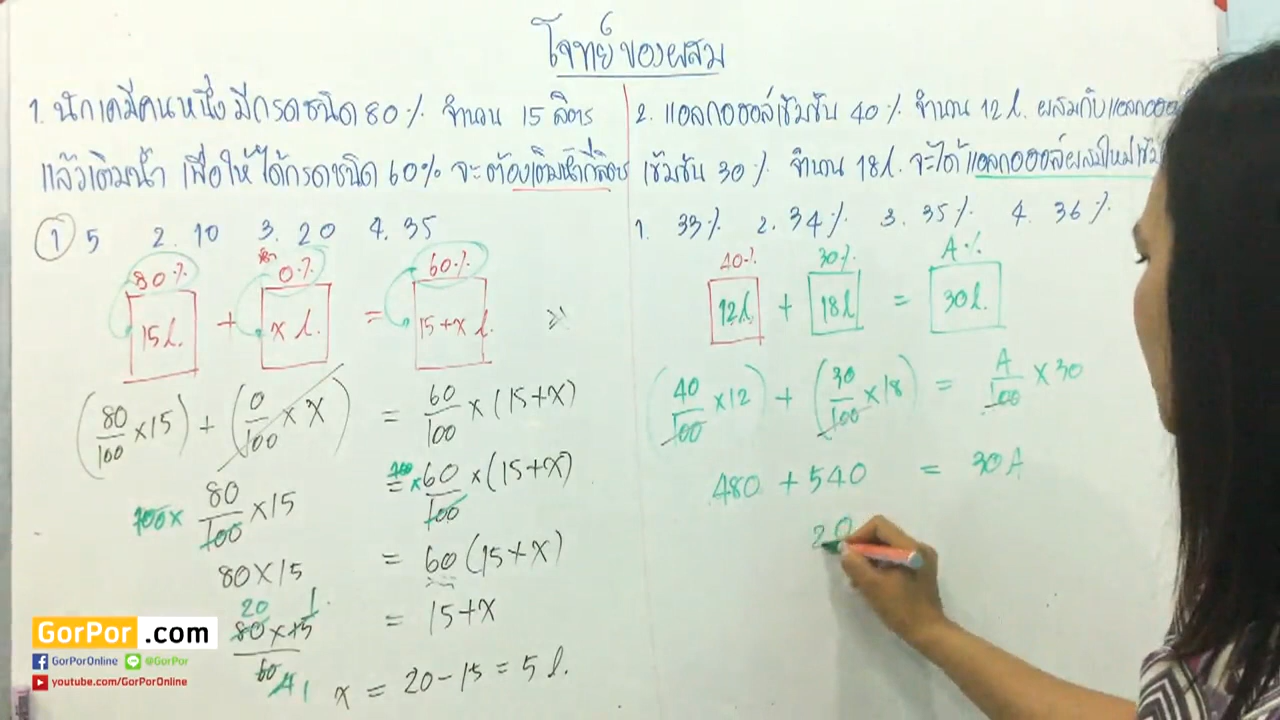 โจทย์ของผสม
1. นักเคมีคนหนึ่ง มีกรดชนิด 80% จำนวน 15 ลิตร
แล้วเติมน้ำ เพื่อให้ได้กรดชนิด 60% จะต้องเติมน้ำกี่ลิตร
1 5 2. 10 3. 20 4. 35
80% 0% 60%
15 l. + x l. = 15+x l.
(80/100 × 15) + (0/100 × x) = 60/100 × (15+x)
100 × 80/100 × 15 = 100 × 60/100 × (15+x)
80×15 = 60 (15+x)
20 1.
80×15/60 = 15+x
x = 20-15 = 5 l.
2. แอลกอฮอล์เข้มข้น 40% จำนวน 12 l. ผสมกับแอลกอฮอ
เข้มข้น 30% จำนวน 18 l. จะได้แอลกอฮอล์ผสมใหม่เข้ม
1. 33% 2. 34% 3. 35% 4. 36%
40% 30% A%
12 l + 18 l = 30 l.
(40/100 × 12) + (30/100 × 18) = A/100 × 30
480 + 540 = 30A
20
GorPor.com
GorPorOnline @GorPor
youtube.com/GorPorOnline